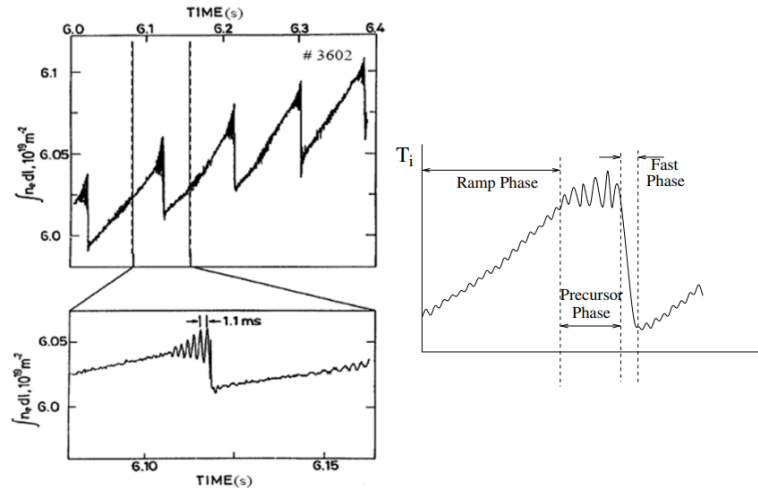 TIME(s)
6.0 6.1 6.2 6.3 6.4
# 3602
6.1
6.05
6.0
∫nₑdl, 10¹⁹m⁻²
1.1ms
6.05
6.0
∫nₑdl, 10¹⁹m⁻²
6.10 6.15
TIME(s)
Tᵢ
Ramp Phase
Fast
Phase
Precursor
Phase